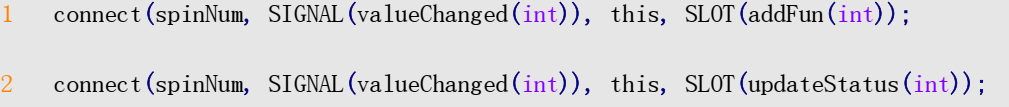 1 connect(spinNum, SIGNAL(valueChanged(int)), this, SLOT(addFun(int));
2 connect(spinNum, SIGNAL(valueChanged(int)), this, SLOT(updateStatus(int));